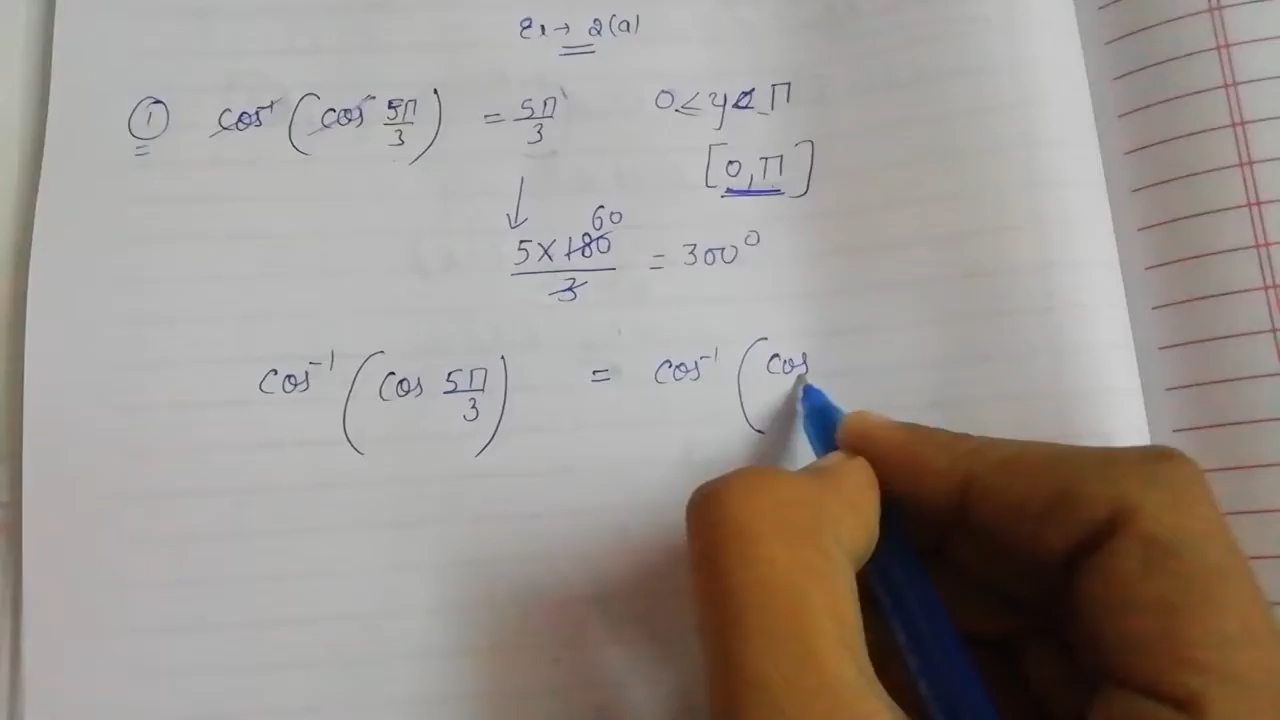 Ex → 2(a)
① cos⁻¹(cos 5π/3) = 5π/3 0<y<π
[0,π]
60
5×180/3 = 300°
cos⁻¹(cos 5π/3) = cos⁻¹(cos